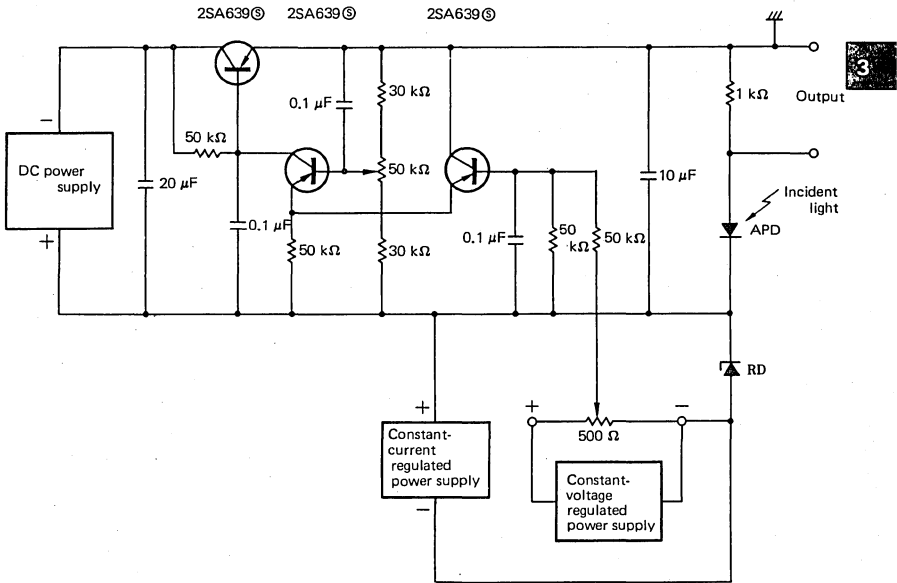 2SA639Ⓢ 2SA639Ⓢ 2SA639Ⓢ
3
Output
30 kΩ
1 kΩ
0.1 µF
50 kΩ
DC power
supply
−
+
20 µF
50 kΩ
10 µF
Incident
light
APD
0.1 µF
50 kΩ
30 kΩ
0.1 µF
50
kΩ
50 kΩ
RD
+
−
500 Ω
+
Constant-
current
regulated
power supply
−
Constant-
voltage
regulated
power supply